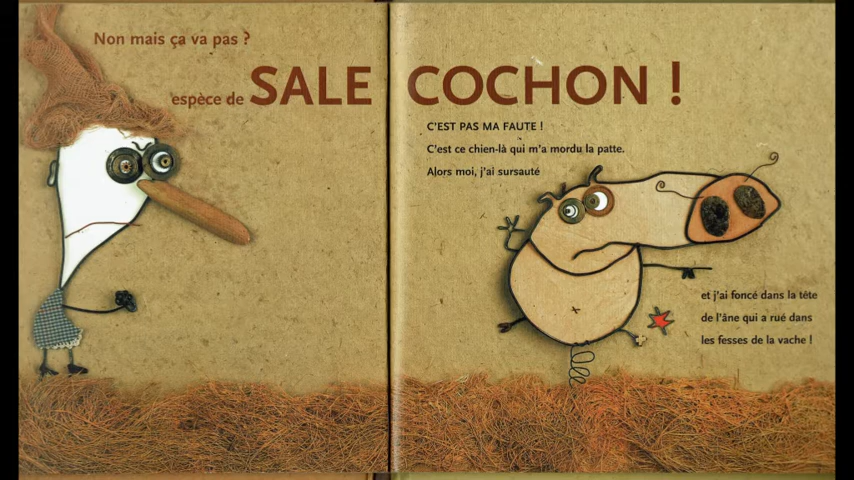 Non mais ça va pas ?
espèce de SALE COCHON !
C'EST PAS MA FAUTE !
C'est ce chien-là qui m'a mordu la patte.
Alors moi, j'ai sursauté
et j'ai foncé dans la tête
de l'âne qui a rué dans
les fesses de la vache !